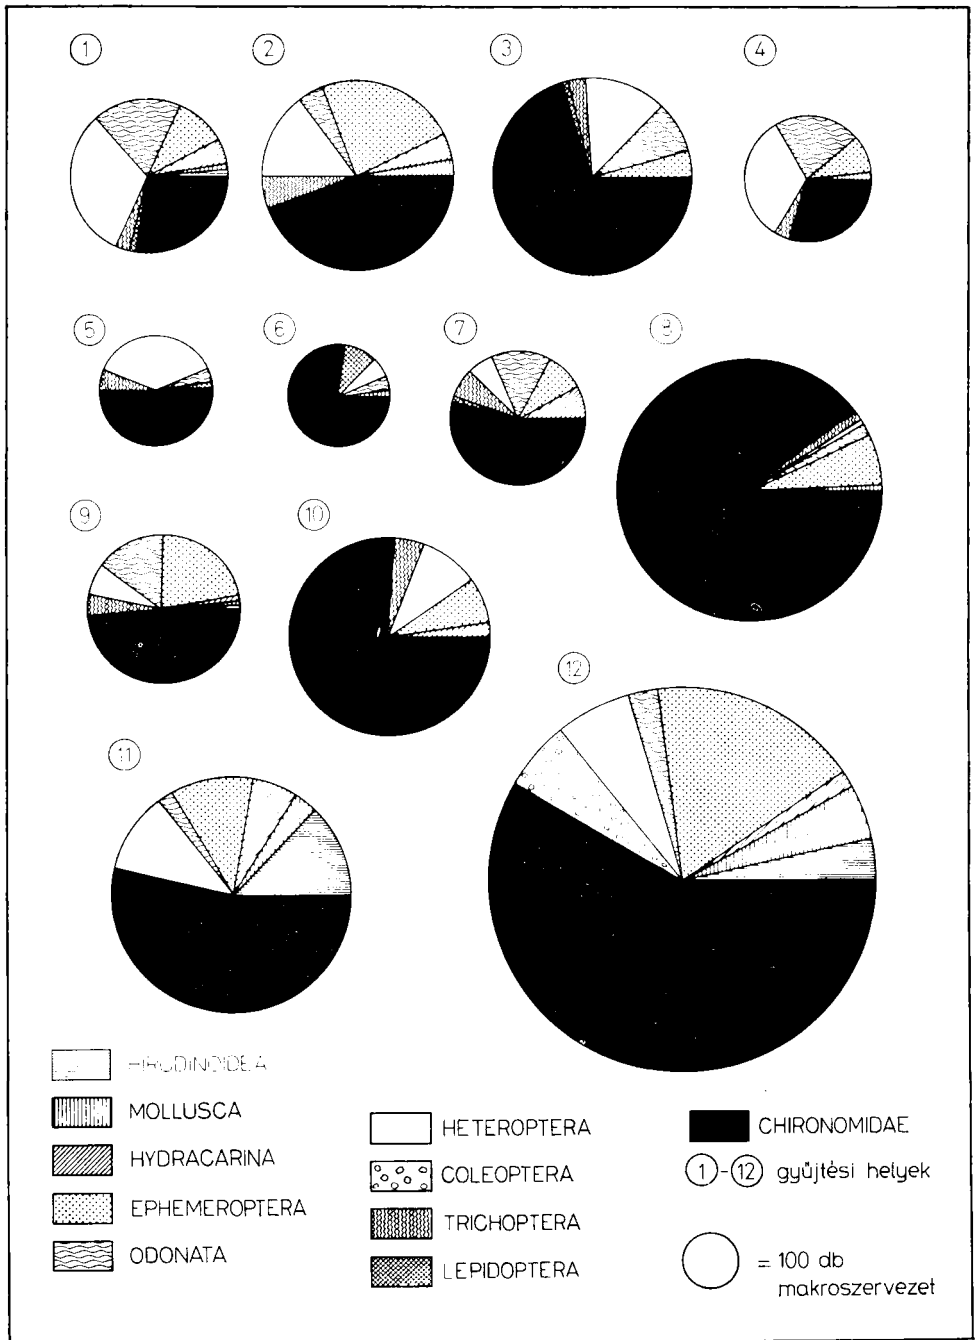 1 2 3 4
5 6 7 8
9 10
12
11
HIRUDINOIDEA
MOLLUSCA
HYDRACARINA
EPHEMEROPTERA
ODONATA
HETEROPTERA
COLEOPTERA
TRICHOPTERA
LEPIDOPTERA
CHIRONOMIDAE
1-12 gyűjtési helyek
= 100 db
makroszervezet